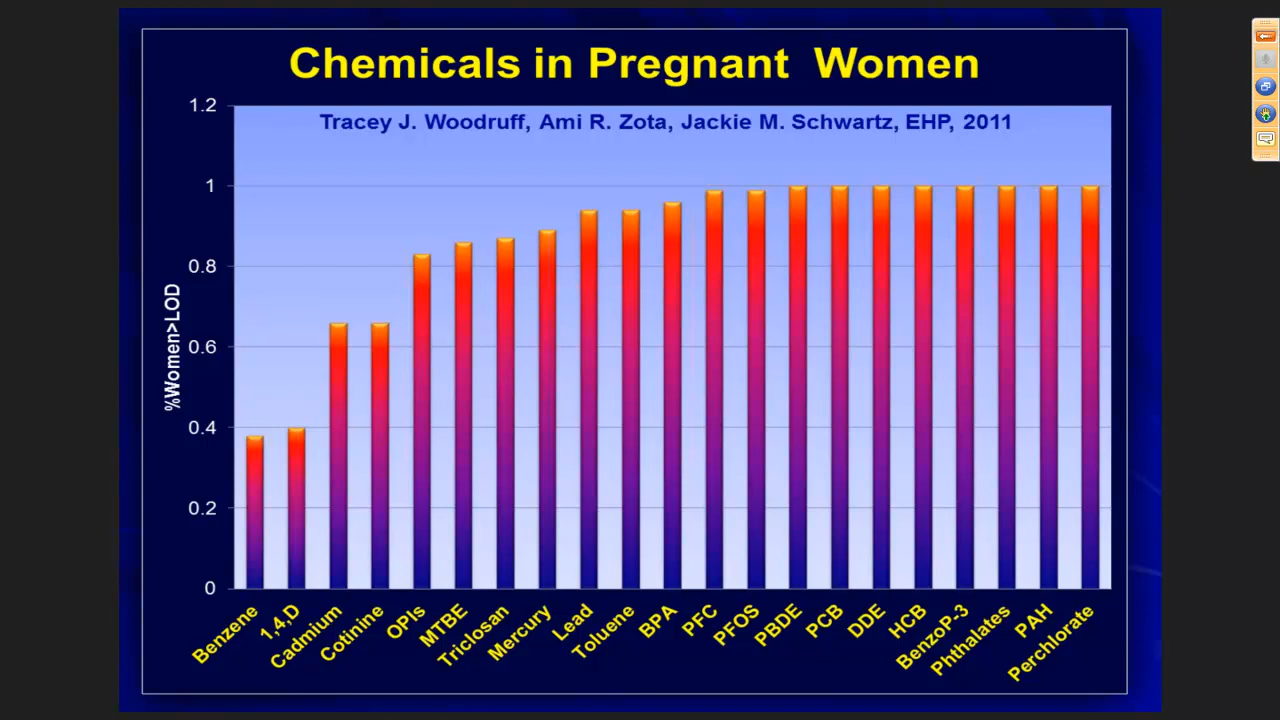 Chemicals in Pregnant Women
Tracey J. Woodruff, Ami R. Zota, Jackie M. Schwartz, EHP, 2011
%Women>LOD
1.2
1
0.8
0.6
0.4
0.2
0
Benzene
1,4,D
Cadmium
Cotinine
OPIs
MTBE
Triclosan
Mercury
Lead
Toluene
BPA
PFC
PFOS
PBDE
PCB
DDE
HCB
BenzoP-3
Phthalates
PAH
Perchlorate